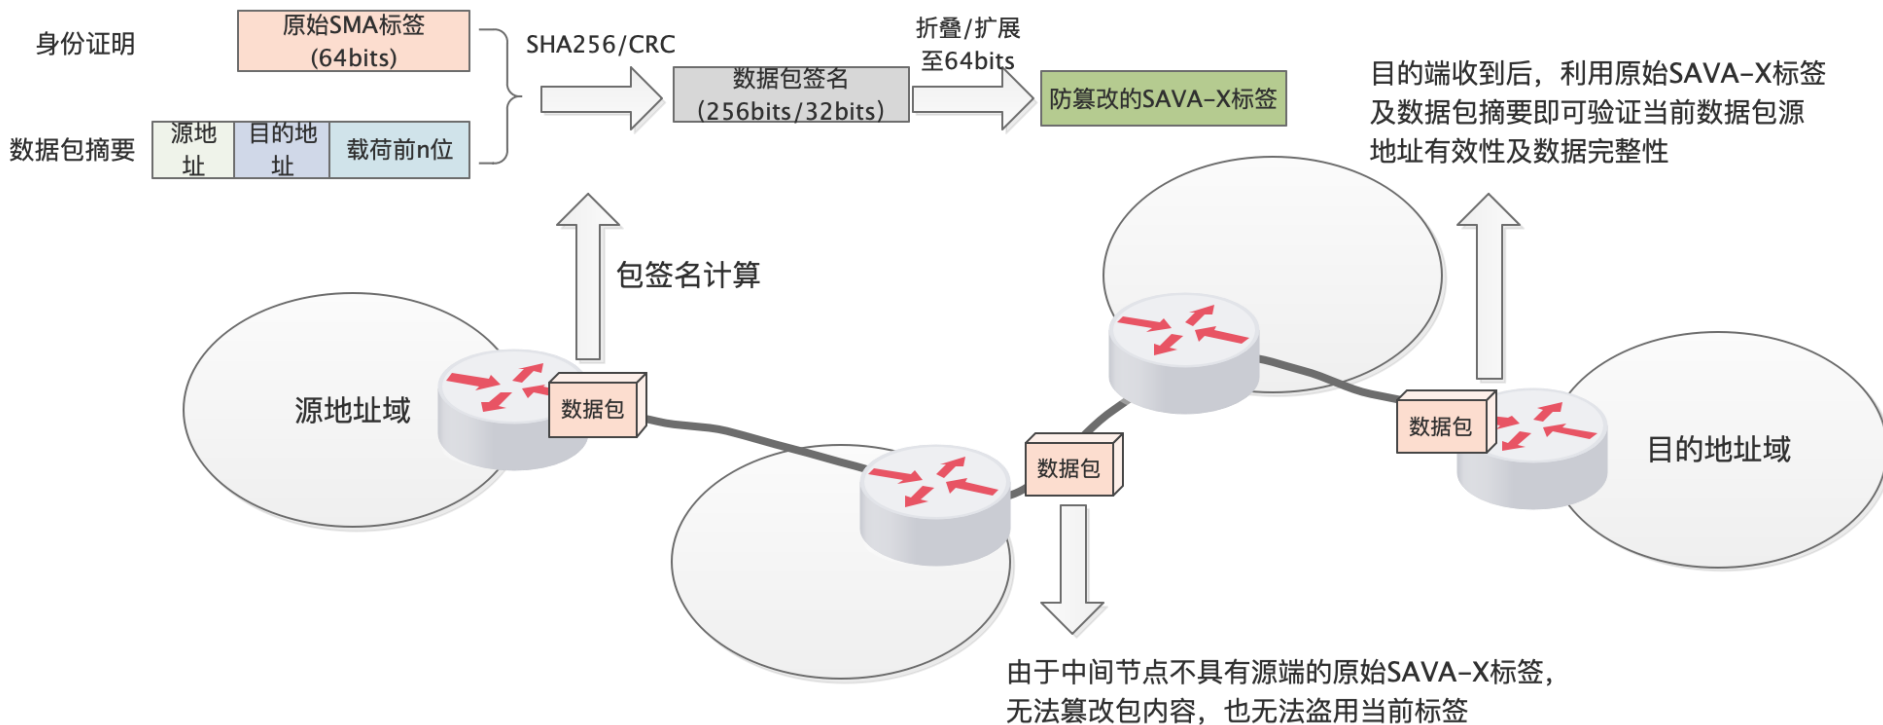 身份证明
原始SMA标签
(64bits)
数据包摘要
源地
址
目的地
址
载荷前n位
SHA256/CRC
数据包签名
(256bits/32bits)
折叠/扩展
至64bits
防篡改的SAVA-X标签
目的端收到后，利用原始SAVA-X标签
及数据包摘要即可验证当前数据包源
地址有效性及数据完整性
包签名计算
源地址域
数据包
数据包
数据包
目的地址域
由于中间节点不具有源端的原始SAVA-X标签，
无法篡改包内容，也无法盗用当前标签